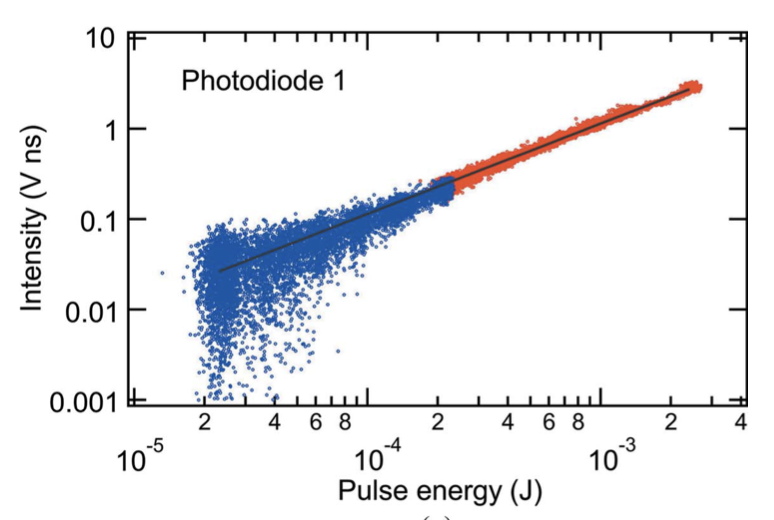 10
Photodiode 1
1
0.1
0.01
0.001
Intensity (V ns)
2 4 6 8 2 4 6 8 2 4
10-5 10-4 10-3
Pulse energy (J)